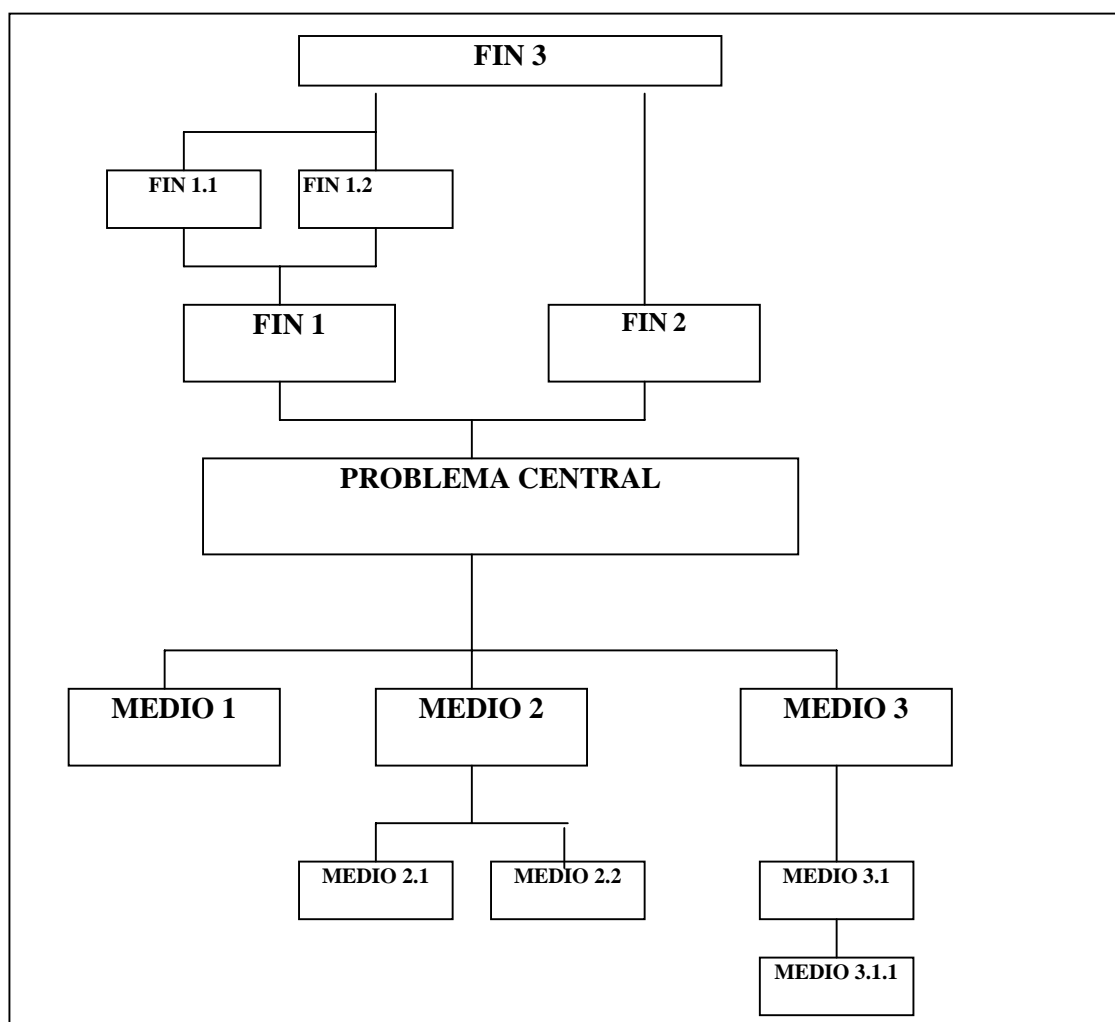 FIN 3
FIN 1.1
FIN 1.2
FIN 1
FIN 2
PROBLEMA CENTRAL
MEDIO 1
MEDIO 2
MEDIO 3
MEDIO 2.1
MEDIO 2.2
MEDIO 3.1
MEDIO 3.1.1